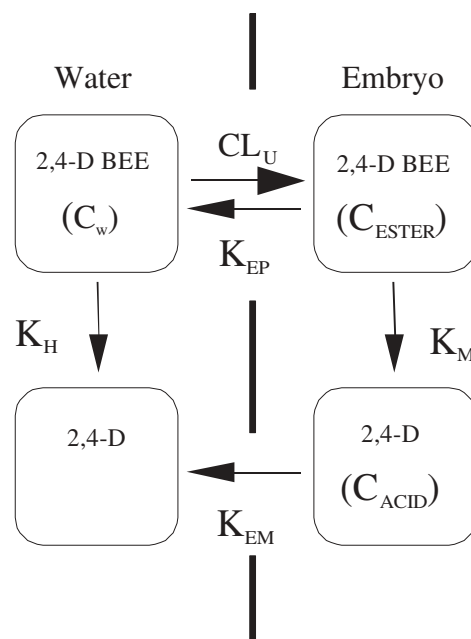 Water Embryo
CL_U
2,4-D BEE 2,4-D BEE
(C_w) (C_ESTER)
K_EP
K_H K_M
2,4-D 2,4-D
(C_ACID)
K_EM